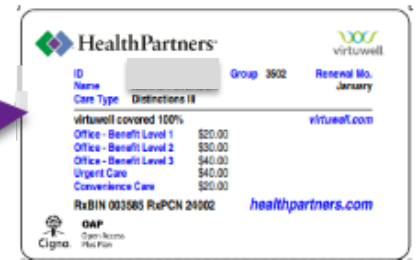 HealthPartners
virtuwell
ID Group 3502 Renewal Mo.
Name January
Care Type Distinctions III
virtuwell covered 100% virtuwell.com
Office - Benefit Level 1 $20.00
Office - Benefit Level 2 $30.00
Office - Benefit Level 3 $40.00
Urgent Care $40.00
Convenience Care $20.00
RxBIN 003585 RxPCN 24002 healthpartners.com
Cigna
OAP
Open Access
Plus Plan